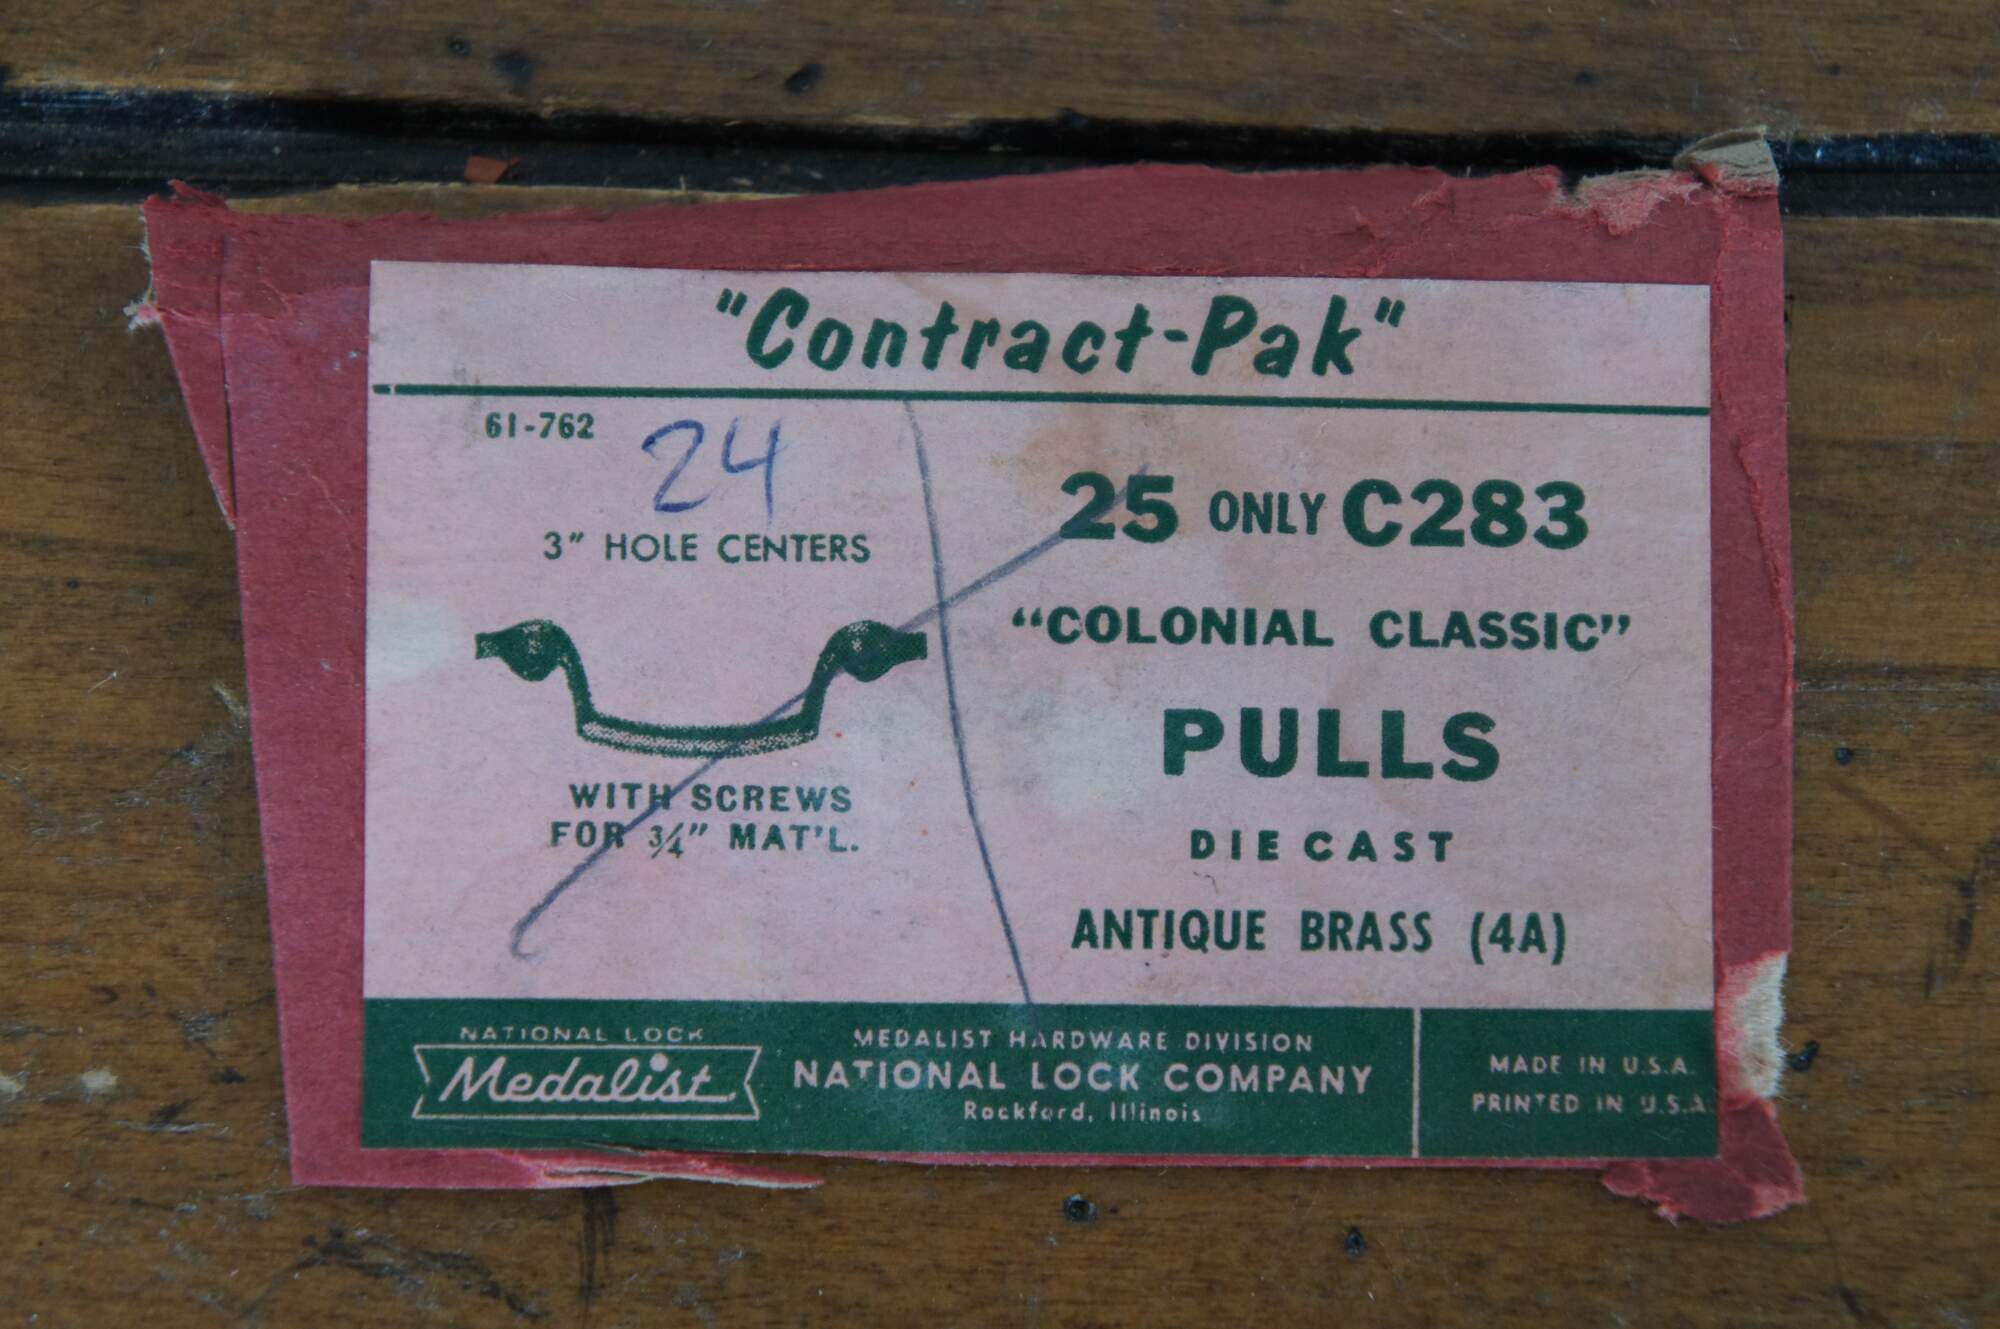 "Contract-Pak"
61-762
24
3" HOLE CENTERS
WITH SCREWS
FOR 3/4" MAT'L.
25 ONLY C283
"COLONIAL CLASSIC"
PULLS
DIE CAST
ANTIQUE BRASS (4A)
NATIONAL LOCK
Medalist
MEDALIST HARDWARE DIVISION
NATIONAL LOCK COMPANY
Rockford, Illinois
MADE IN U.S.A.
PRINTED IN U.S.A.